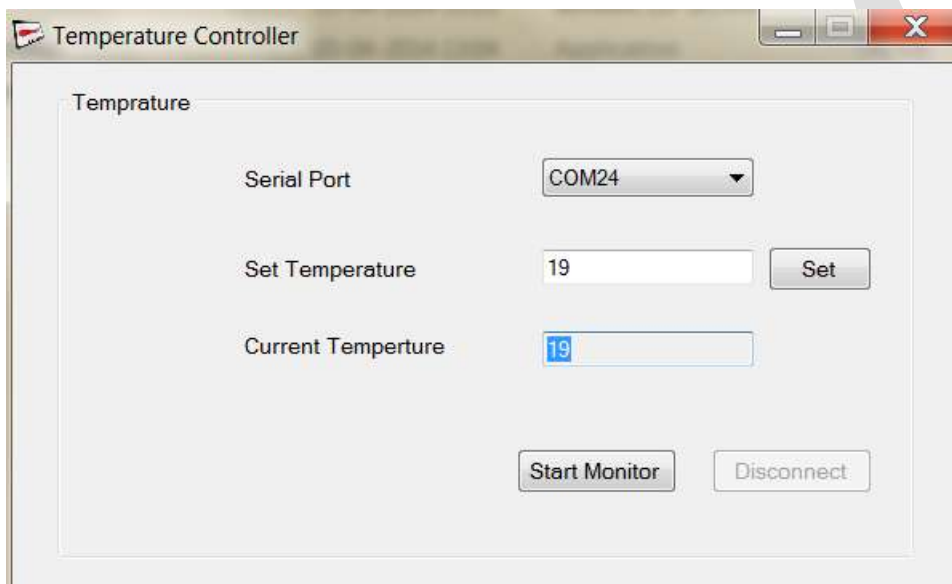 Temperature Controller
Temprature
Serial Port
COM24
Set Temperature
19
Set
Current Temperture
19
Start Monitor
Disconnect